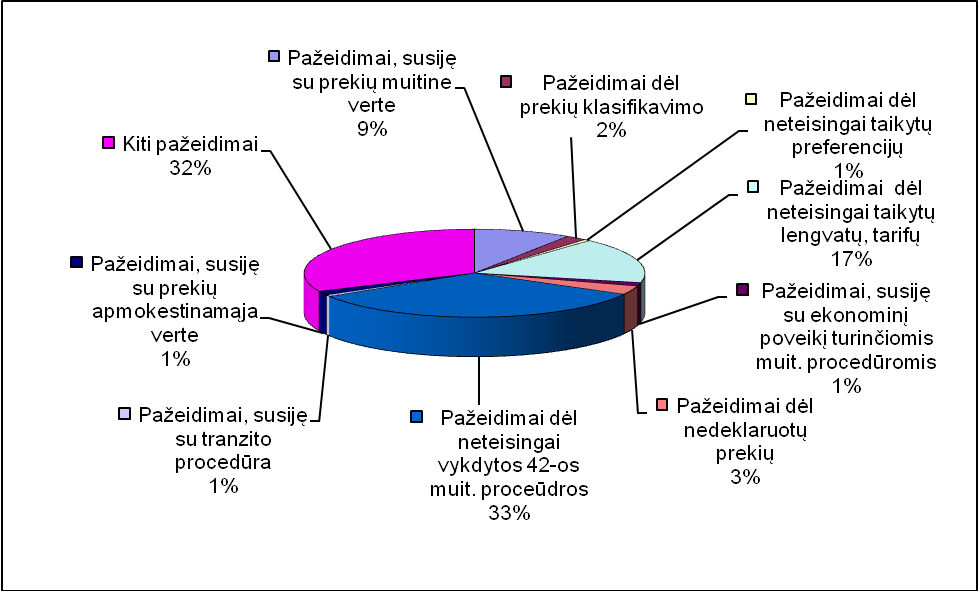 Pažeidimai, susiję
su prekių muitine
verte
9%
Pažeidimai dėl
prekių klasifikavimo
2%
Pažeidimai dėl
neteisingai taikytų
preferencijų
1%
Pažeidimai dėl
neteisingai taikytų
lengvatų, tarifų
17%
Pažeidimai, susiję
su ekonominį
poveikį turinčiomis
muit. procedūromis
1%
Pažeidimai dėl
nedeklaruotų
prekių
3%
Pažeidimai dėl
neteisingai
vykdytos 42-os
muit. proceūdros
33%
Pažeidimai, susiję
su tranzito
procedūra
1%
Pažeidimai, susiję
su prekių
apmokestinamąja
verte
1%
Kiti pažeidimai
32%